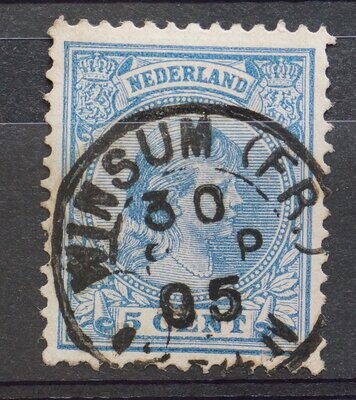 NEDERLAND
WINSUM (FR.)
30
P
95
5 CENT